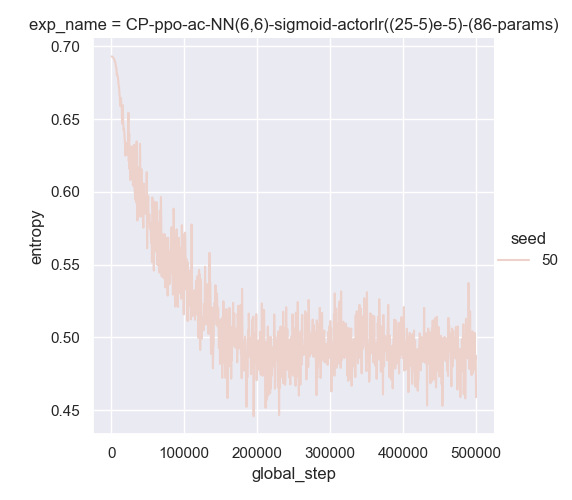 exp_name = CP-ppo-ac-NN(6,6)-sigmoid-actorlr((25-5)e-5)-(86-params)
0.70
0.65
0.60
0.55
0.50
0.45
entropy
0 100000 200000 300000 400000 500000
global_step
seed
50